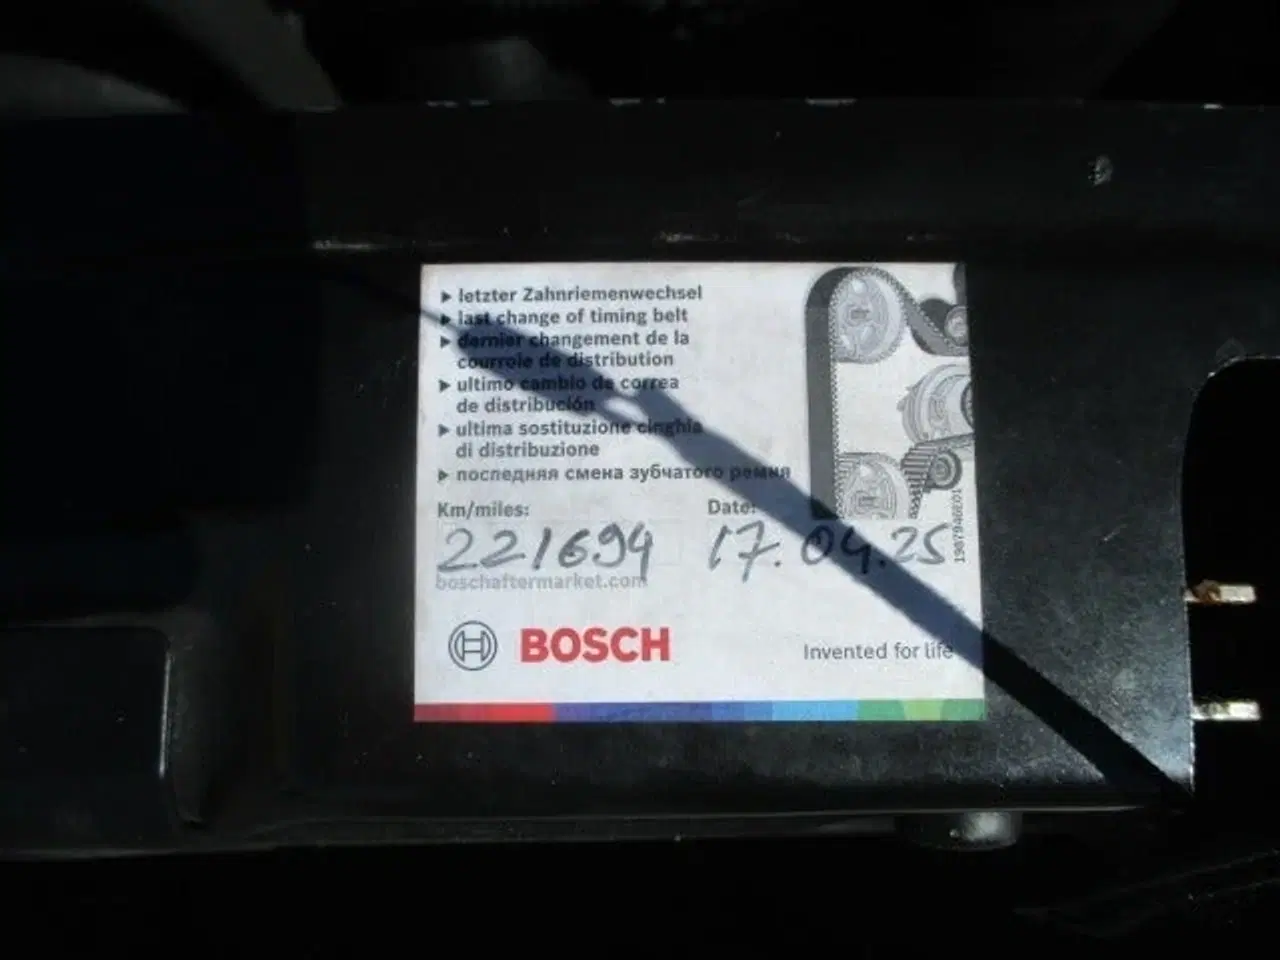 ▸ letzter Zahnriemenwechsel
▸ last change of timing belt
▸ dernier changement de la
courroie de distribution
▸ ultimo cambio de correa
de distribución
▸ ultima sostituzione cinghia
di distribuzione
▸ последняя смена зубчатого ремня
Km/miles: Date:
221694 17.04.25
boschaftermarket.com
BOSCH Invented for life
1987946E01